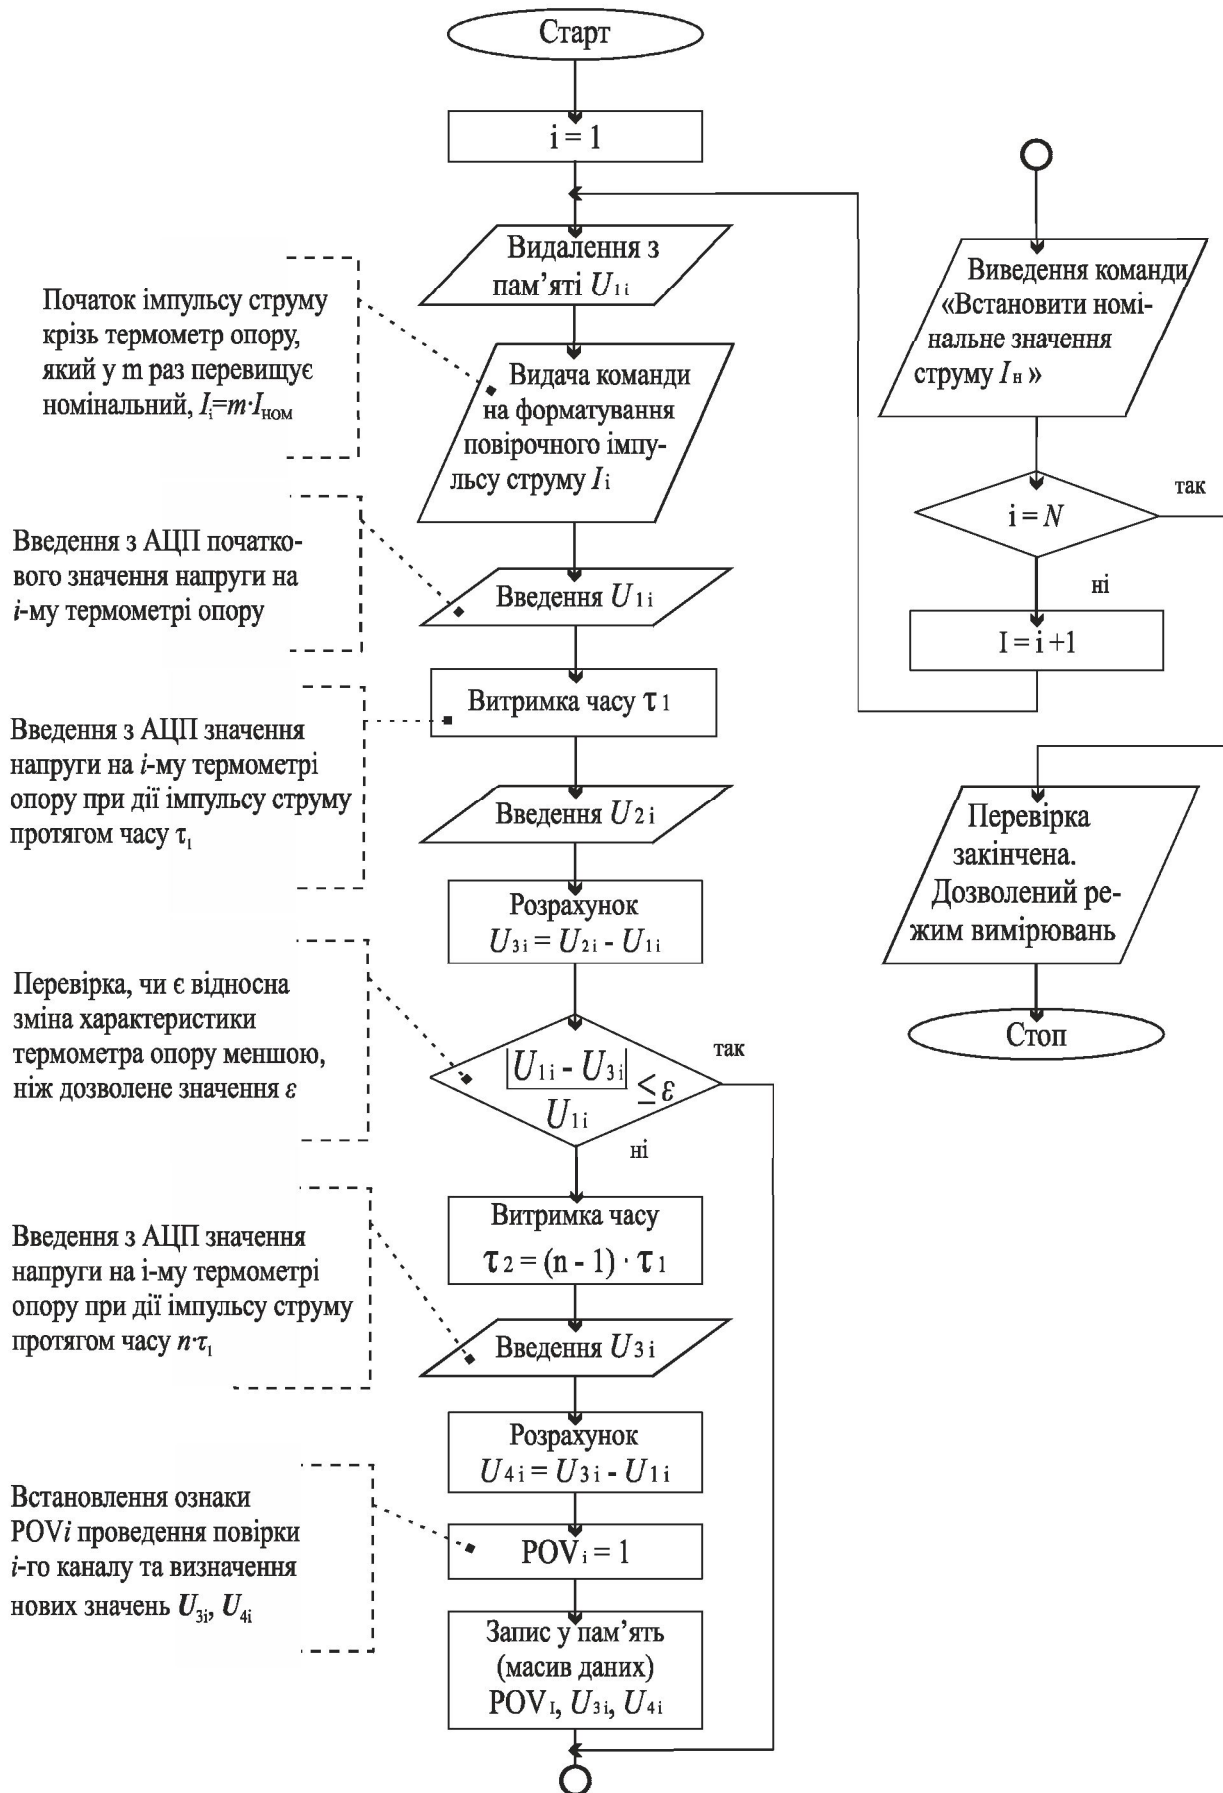 Старт
i = 1
Видалення з
пам’яті U1i
Початок імпульсу струму
крізь термометр опору,
який у m раз перевищує
номінальний, Ii=m·Iном
Видача команди
на форматування
повірочного імпу-
льсу струму Ii
Введення з АЦП початко-
вого значення напруги на
i-му термометрі опору
Введення U1i
Витримка часу τ1
Введення з АЦП значення
напруги на i-му термометрі
опору при дії імпульсу струму
протягом часу τ1
Введення U2i
Розрахунок
U3i = U2i - U1i
Перевірка, чи є відносна
зміна характеристики
термометра опору меншою,
ніж дозволене значення ε
|U1i - U3i|
U1i
≤ ε
так
ні
Витримка часу
τ2 = (n - 1) · τ1
Введення з АЦП значення
напруги на і-му термометрі
опору при дії імпульсу струму
протягом часу n·τ1
Введення U3i
Розрахунок
U4i = U3i - U1i
Встановлення ознаки
POVi проведення повірки
i-го каналу та визначення
нових значень U3i, U4i
POVi = 1
Запис у пам’ять
(масив даних)
POVI, U3i, U4i
Виведення команди
«Встановити номі-
нальне значення
струму Iн »
i = N
так
ні
I = i +1
Перевірка
закінчена.
Дозволений ре-
жим вимірювань
Стоп